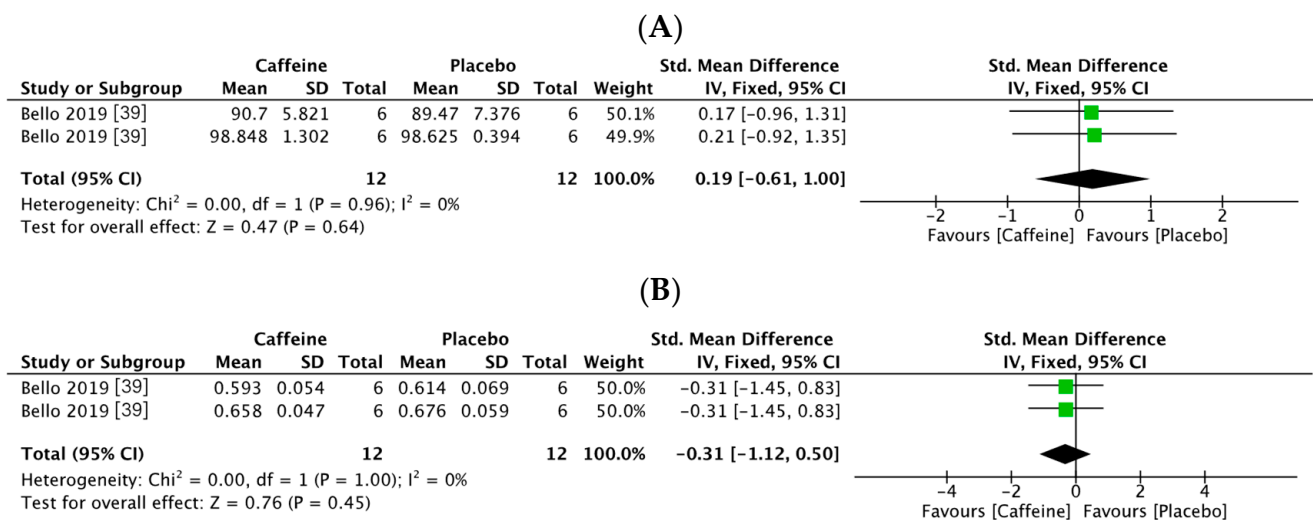 (A)
Caffeine Placebo Std. Mean Difference Std. Mean Difference
Study or Subgroup Mean SD Total Mean SD Total Weight IV, Fixed, 95% CI IV, Fixed, 95% CI
Bello 2019 [39] 90.7 5.821 6 89.47 7.376 6 50.1% 0.17 [−0.96, 1.31]
Bello 2019 [39] 98.848 1.302 6 98.625 0.394 6 49.9% 0.21 [−0.92, 1.35]
Total (95% CI) 12 12 100.0% 0.19 [−0.61, 1.00]
Heterogeneity: Chi² = 0.00, df = 1 (P = 0.96); I² = 0%
Test for overall effect: Z = 0.47 (P = 0.64)
−2 −1 0 1 2
Favours [Caffeine] Favours [Placebo]
(B)
Caffeine Placebo Std. Mean Difference Std. Mean Difference
Study or Subgroup Mean SD Total Mean SD Total Weight IV, Fixed, 95% CI IV, Fixed, 95% CI
Bello 2019 [39] 0.593 0.054 6 0.614 0.069 6 50.0% −0.31 [−1.45, 0.83]
Bello 2019 [39] 0.658 0.047 6 0.676 0.059 6 50.0% −0.31 [−1.45, 0.83]
Total (95% CI) 12 12 100.0% −0.31 [−1.12, 0.50]
Heterogeneity: Chi² = 0.00, df = 1 (P = 1.00); I² = 0%
Test for overall effect: Z = 0.76 (P = 0.45)
−4 −2 0 2 4
Favours [Caffeine] Favours [Placebo]